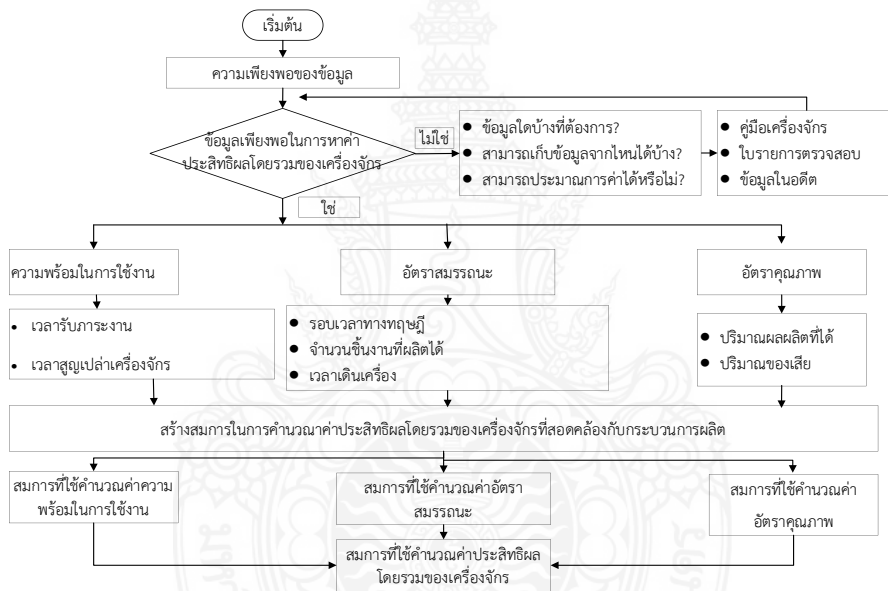 เริ่มต้น
ความเพียงพอของข้อมูล
ข้อมูลเพียงพอในการหาค่า
ประสิทธิผลโดยรวมของเครื่องจักร
ไม่ใช่
● ข้อมูลใดบ้างที่ต้องการ?
● สามารถเก็บข้อมูลจากไหนได้บ้าง?
● สามารถประมาณการค่าได้หรือไม่?
● คู่มือเครื่องจักร
● ใบรายการตรวจสอบ
● ข้อมูลในอดีต
ใช่
ความพร้อมในการใช้งาน
อัตราสมรรถนะ
อัตราคุณภาพ
• เวลารับภาระงาน
• เวลาสูญเปล่าเครื่องจักร
● รอบเวลาทางทฤษฎี
● จำนวนชิ้นงานที่ผลิตได้
● เวลาเดินเครื่อง
● ปริมาณผลผลิตที่ได้
● ปริมาณของเสีย
สร้างสมการในการคำนวณาค่าประสิทธิผลโดยรวมของเครื่องจักรที่สอดคล้องกับกระบวนการผลิต
สมการที่ใช้คำนวณค่าความ
พร้อมในการใช้งาน
สมการที่ใช้คำนวณค่าอัตรา
สมรรถนะ
สมการที่ใช้คำนวณค่า
อัตราคุณภาพ
สมการที่ใช้คำนวณค่าประสิทธิผล
โดยรวมของเครื่องจักร